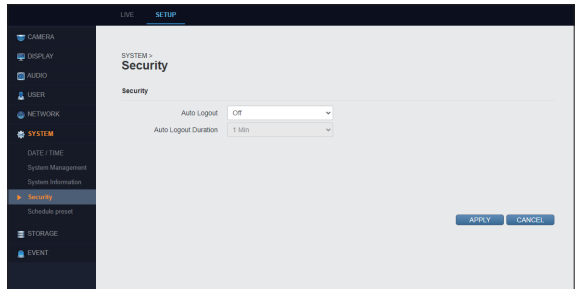 LIVE SETUP
CAMERA
DISPLAY
AUDIO
USER
NETWORK
SYSTEM
DATE / TIME
System Management
System Information
Security
Schedule preset
STORAGE
EVENT
SYSTEM >
Security
Security
Auto Logout Off
Auto Logout Duration 1 Min
APPLY CANCEL